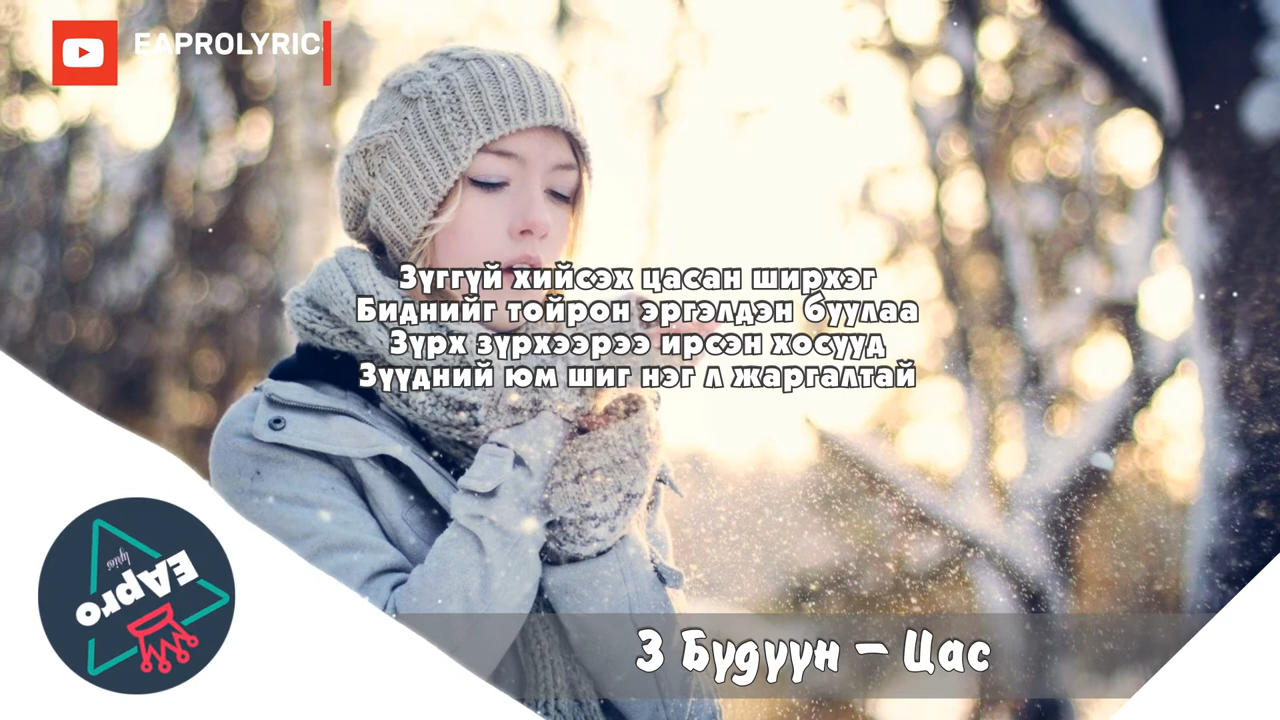 EAPROLYRIC
Зүггүй хийсэх цасан ширхэг
Биднийг тойрон эргэлдэн буулаа
Зүрх зүрхээрээ ирсэн хосууд
Зүүдний юм шиг нэг л жаргалтай
EApro
lyrics
3 Бүдүүн – Цас